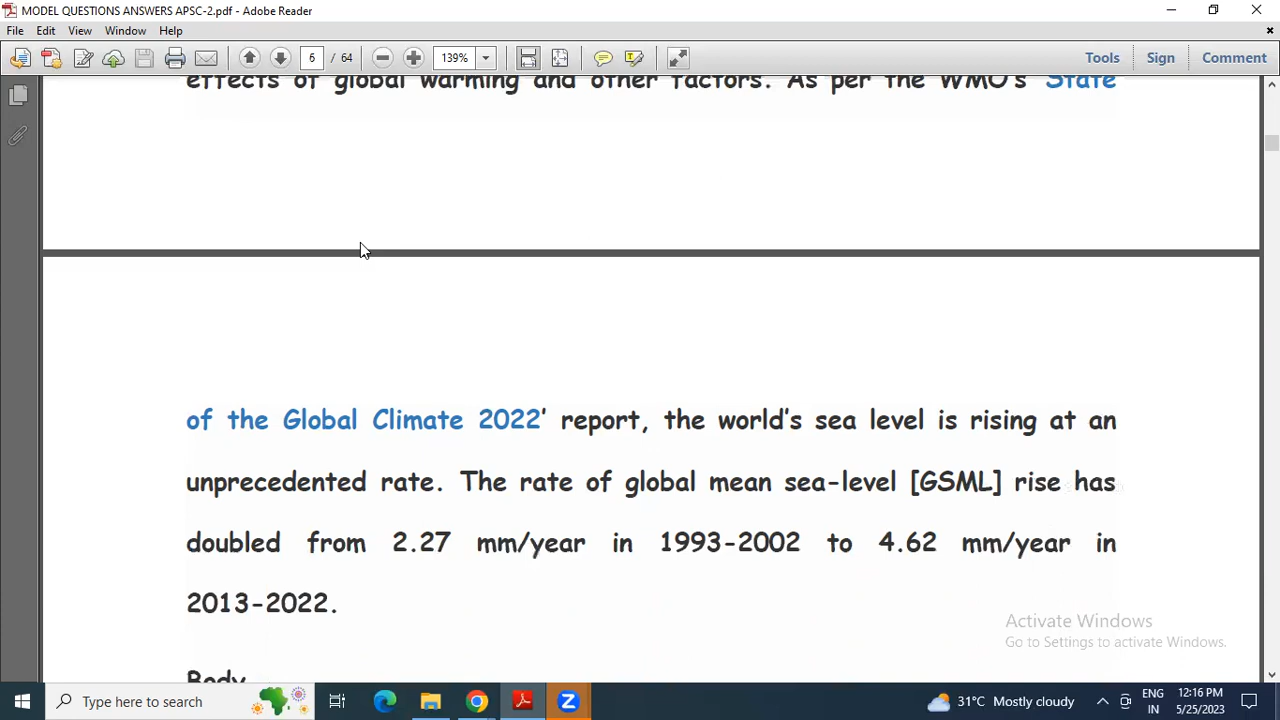 MODEL QUESTIONS ANSWERS APSC-2.pdf - Adobe Reader
File Edit View Window Help
6 / 64 139% Tools Sign Comment
effects of global warming and other factors. As per the WMO's State
of the Global Climate 2022' report, the world's sea level is rising at an
unprecedented rate. The rate of global mean sea-level [GSML] rise has
doubled from 2.27 mm/year in 1993-2002 to 4.62 mm/year in
2013-2022.
Activate Windows
Go to Settings to activate Windows.
Body
Type here to search 31°C Mostly cloudy ENG 12:16 PM
IN 5/25/2023